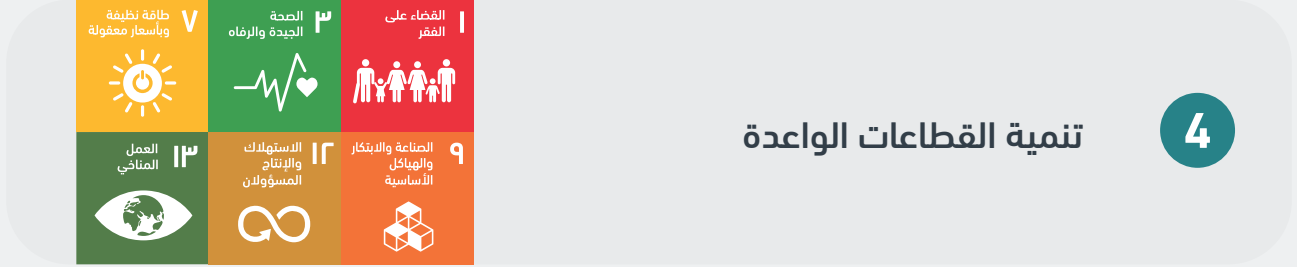 4
تنمية القطاعات الواعدة
١
القضاء على
الفقر
٣
الصحة
الجيدة والرفاه
٧
طاقة نظيفة
وبأسعار معقولة
٩
الصناعة والابتكار
والهياكل
الأساسية
١٢
الاستهلاك
والإنتاج
المسؤولان
١٣
العمل
المناخي